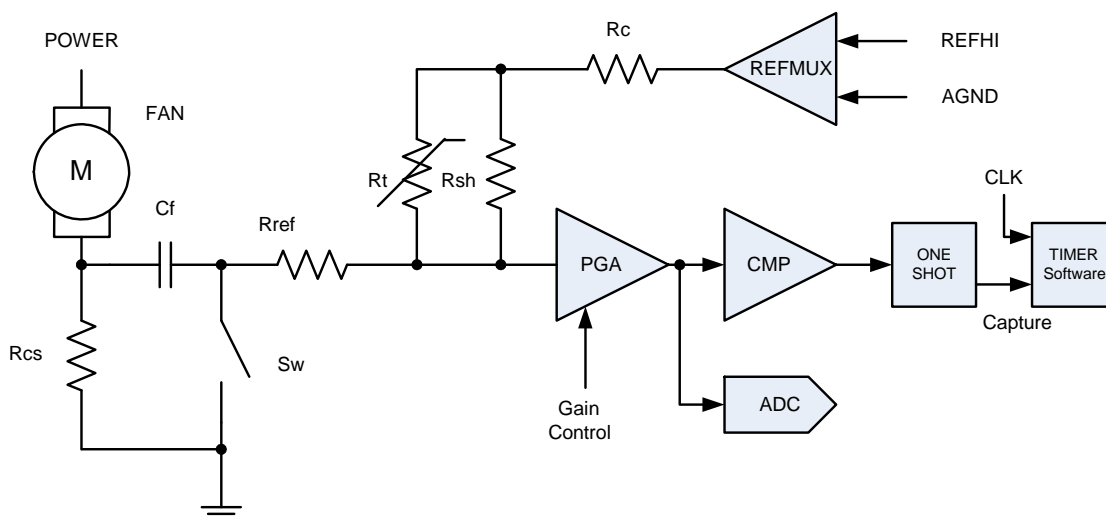 POWER
FAN
M
Cf
Rref
Rcs
Sw
Rt
Rsh
Rc
REFMUX
REFHI
AGND
PGA
Gain
Control
CMP
ADC
ONE
SHOT
CLK
TIMER
Software
Capture